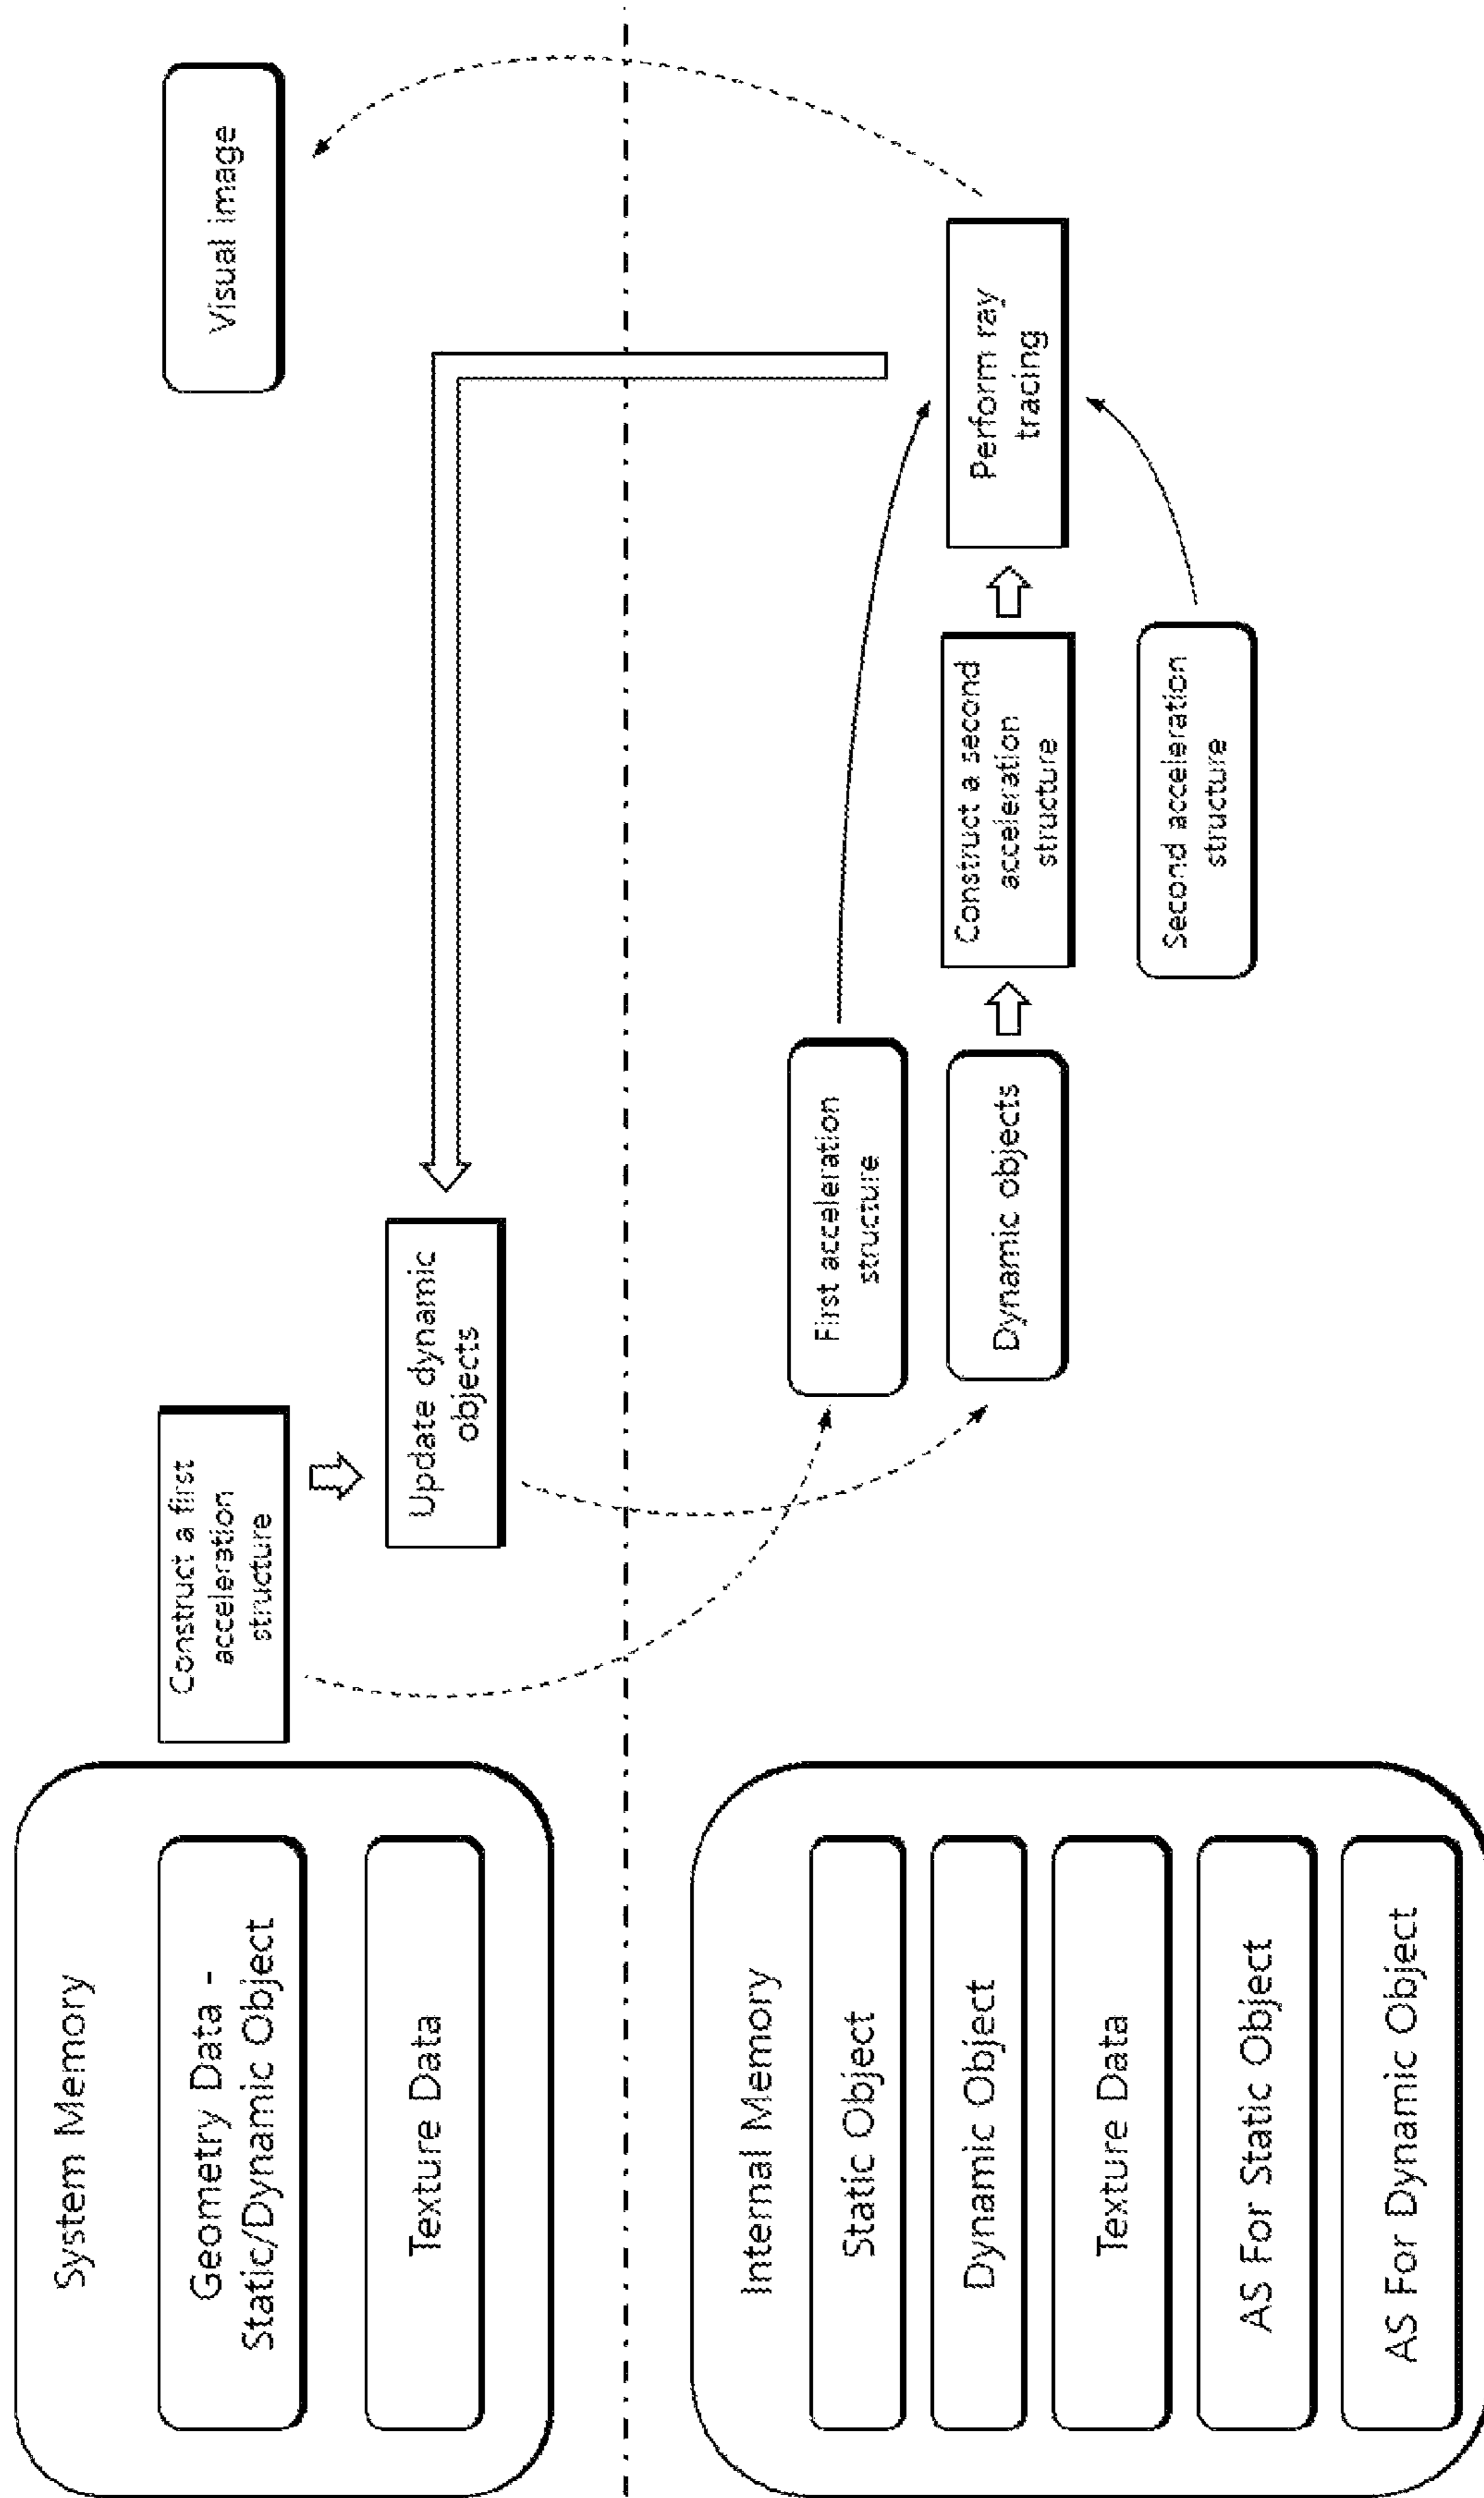 System Memory
Geometry Data -
Static/Dynamic Object
Texture Data
Construct a first
acceleration
structure
Update dynamic
objects
Visual image
Internal Memory
Static Object
Dynamic Object
Texture Data
AS For Static Object
AS For Dynamic Object
First acceleration
structure
Dynamic objects
Construct a second
acceleration
structure
Second acceleration
structure
Perform ray
tracing